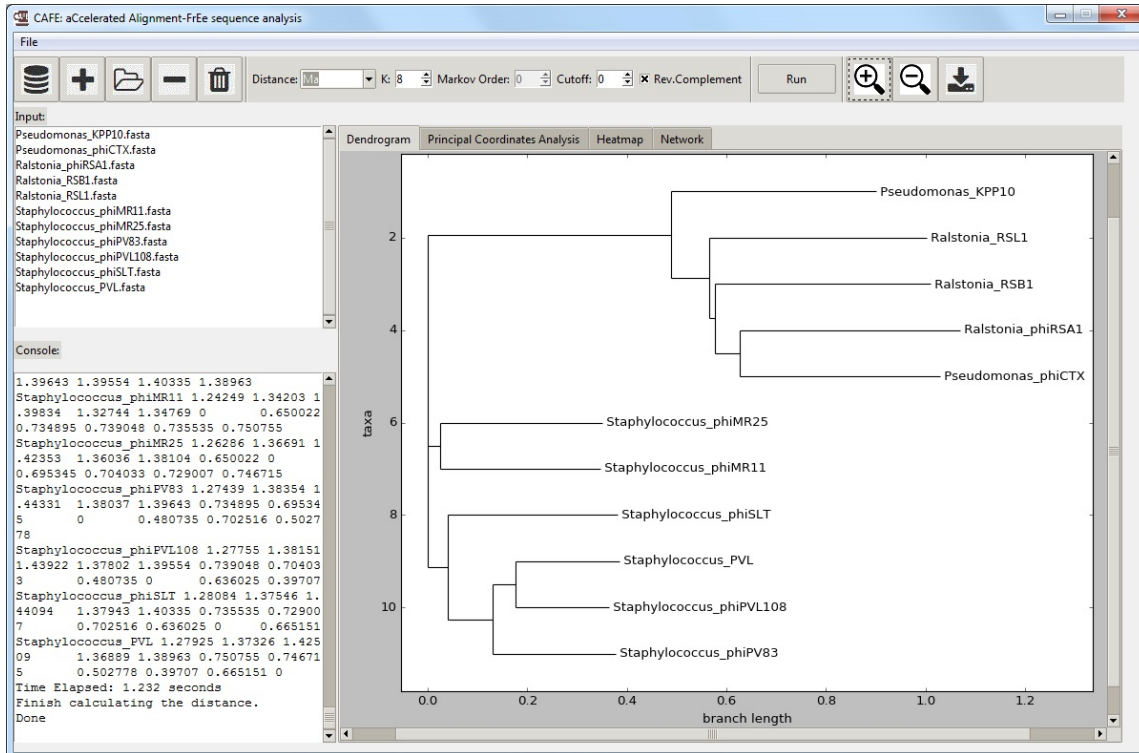 CAFE: aCcelerated Alignment-FrEe sequence analysis
File
Distance: Ma K: 8 Markov Order: 0 Cutoff: 0 Rev.Complement Run
Input:
Pseudomonas_KPP10.fasta
Pseudomonas_phiCTX.fasta
Ralstonia_phiRSA1.fasta
Ralstonia_RSB1.fasta
Ralstonia_RSL1.fasta
Staphylococcus_phiMR11.fasta
Staphylococcus_phiMR25.fasta
Staphylococcus_phiPV83.fasta
Staphylococcus_phiPVL108.fasta
Staphylococcus_phiSLT.fasta
Staphylococcus_PVL.fasta
Console:
1.39643 1.39554 1.40335 1.38963
Staphylococcus_phiMR11 1.24249 1.34203 1
.39834 1.32744 1.34769 0 0.650022
0.734895 0.739048 0.735535 0.750755
Staphylococcus_phiMR25 1.26286 1.36691 1
.42353 1.36036 1.38104 0.650022 0
0.695345 0.704033 0.729007 0.746715
Staphylococcus_phiPV83 1.27439 1.38354 1
.44331 1.38037 1.39643 0.734895 0.69534
5 0 0.480735 0.702516 0.5027
78
Staphylococcus_phiPVL108 1.27755 1.38151
1.43922 1.37802 1.39554 0.739048 0.70403
3 0.480735 0 0.636025 0.39707
Staphylococcus_phiSLT 1.28084 1.37546 1.
44094 1.37943 1.40335 0.735535 0.72900
7 0.702516 0.636025 0 0.665151
Staphylococcus_PVL 1.27925 1.37326 1.425
09 1.36889 1.38963 0.750755 0.74671
5 0.502778 0.39707 0.665151 0
Time Elapsed: 1.232 seconds
Finish calculating the distance.
Done
Dendrogram Principal Coordinates Analysis Heatmap Network
Pseudomonas_KPP10
2
Ralstonia_RSL1
Ralstonia_RSB1
4
Ralstonia_phiRSA1
Pseudomonas_phiCTX
taxa
6
Staphylococcus_phiMR25
Staphylococcus_phiMR11
8
Staphylococcus_phiSLT
Staphylococcus_PVL
10
Staphylococcus_phiPVL108
Staphylococcus_phiPV83
0.0 0.2 0.4 0.6 0.8 1.0 1.2
branch length